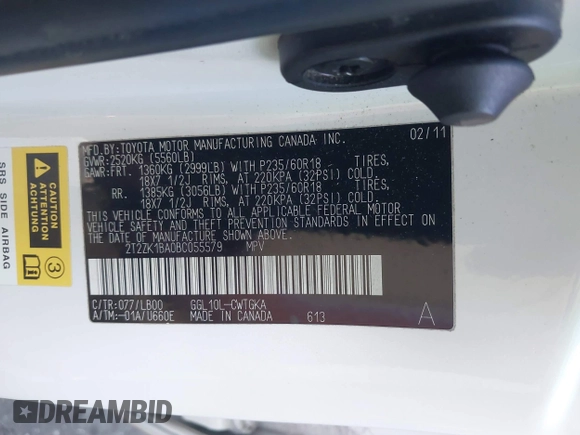 MFD.BY:TOYOTA MOTOR MANUFACTURING CANADA INC. 02/11
GVWR:2520KG (5560LB)
GAWR:FRT. 1360KG (2999LB) WITH P235/60R18 TIRES,
18X7 1/2J RIMS, AT 220KPA (32PSI) COLD.
RR. 1385KG (3056LB) WITH P235/60R18 TIRES,
18X7 1/2J RIMS, AT 220KPA (32PSI) COLD.
THIS VEHICLE CONFORMS TO ALL APPLICABLE FEDERAL MOTOR
VEHICLE SAFETY AND THEFT PREVENTION STANDARDS IN EFFECT ON
THE DATE OF MANUFACTURE SHOWN ABOVE.
2T2ZK1BA0BC055579 MPV
C/TR:077/LB00 GGL10L-CWTGKA
A/TM:-01A/U660E MADE IN CANADA 613 A
SRS SIDE AIRBAG
CAUTION
ATTENTION
ACHTUNG
3
DREAMBID